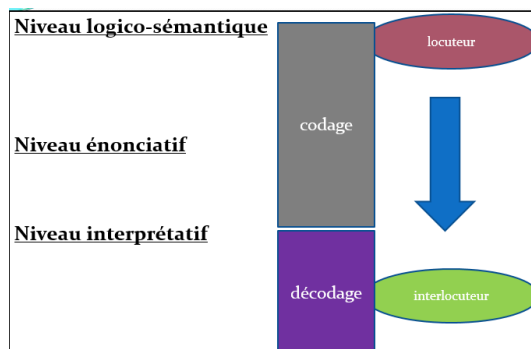 Niveau logico-sémantique
locuteur
codage
Niveau énonciatif
Niveau interprétatif
décodage
interlocuteur